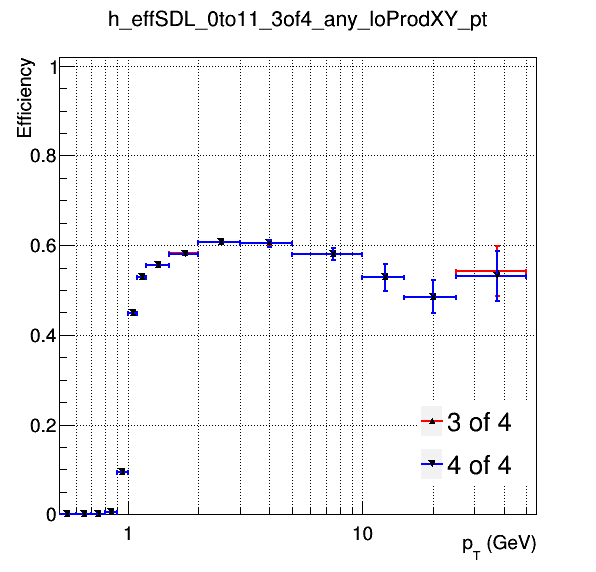 h_effSDL_0to11_3of4_any_loProdXY_pt
Efficiency
1
0.8
0.6
0.4
0.2
0
3 of 4
4 of 4
1
10
p_T (GeV)